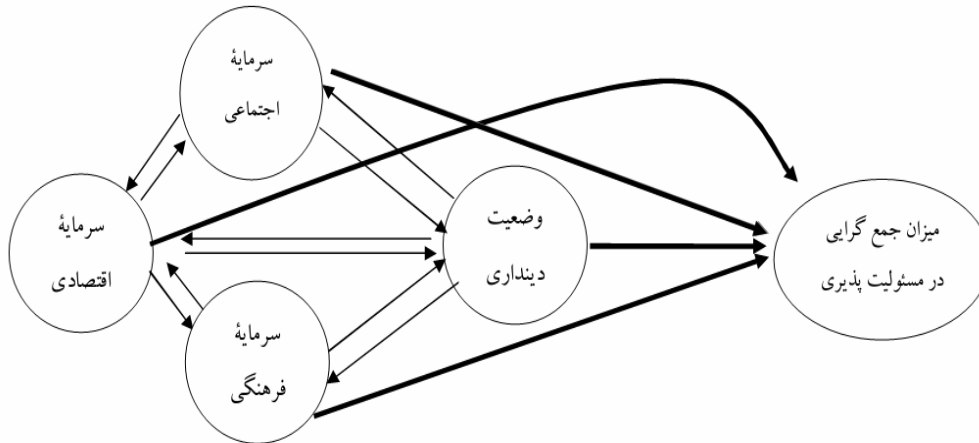 سرمایهٔ
اجتماعی
وضعیت
دینداری
میزان جمع گرایی
در مسئولیت پذیری
سرمایهٔ
اقتصادی
سرمایهٔ
فرهنگی